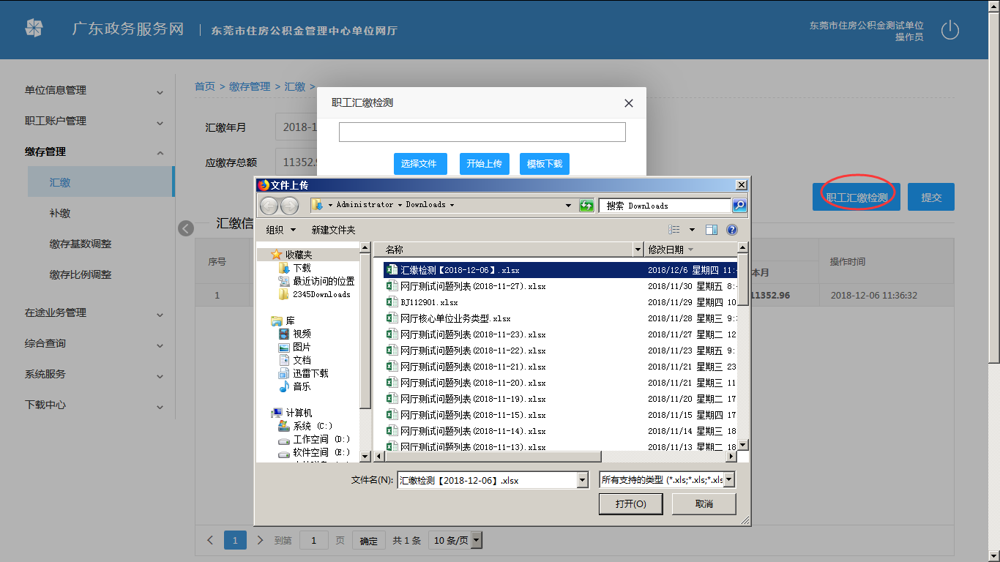 广东政务服务网
东莞市住房公积金管理中心单位网厅
东莞市住房公积金测试单位
操作员
单位信息管理
职工账户管理
缴存管理
汇缴
补缴
缴存基数调整
缴存比例调整
在途业务管理
综合查询
系统服务
下载中心
首页 > 缴存管理 > 汇缴 >
汇缴年月
2018-1
应缴存总额
11352.9
职工汇缴检测
提交
汇缴信
序号
本月
操作时间
1
11352.96
2018-12-06 11:36:32
1
到第
1
页
确定
共 1 条
10 条/页
职工汇缴检测
选择文件
开始上传
模板下载
文件上传
Administrator
Downloads
搜索 Downloads
组织
新建文件夹
收藏夹
下载
最近访问的位置
2345Downloads
库
视频
图片
文档
迅雷下载
音乐
计算机
系统 (C:)
工作空间 (D:)
软件空间 (E:)
名称
修改日期
汇缴检测【2018-12-06】.xlsx
2018/12/6 星期四 11:
网厅测试问题列表(2018-11-27).xlsx
2018/11/30 星期五 8:
BJ112901.xlsx
2018/11/29 星期四 10
网厅核心单位业务类型.xlsx
2018/11/28 星期三 9:
网厅测试问题列表(2018-11-23).xlsx
2018/11/27 星期二 12
网厅测试问题列表(2018-11-22).xlsx
2018/11/23 星期五 9:
网厅测试问题列表(2018-11-21).xlsx
2018/11/21 星期三 23
网厅测试问题列表(2018-11-20).xlsx
2018/11/21 星期三 11
网厅测试问题列表(2018-11-19).xlsx
2018/11/20 星期二 17
网厅测试问题列表(2018-11-15).xlsx
2018/11/15 星期四 17
网厅测试问题列表(2018-11-14).xlsx
2018/11/14 星期三 18
网厅测试问题列表(2018-11-13).xlsx
2018/11/13 星期二 18
文件名(N):
汇缴检测【2018-12-06】.xlsx
所有支持的类型 (*.xls;*.xls;*.xls
打开(O)
取消